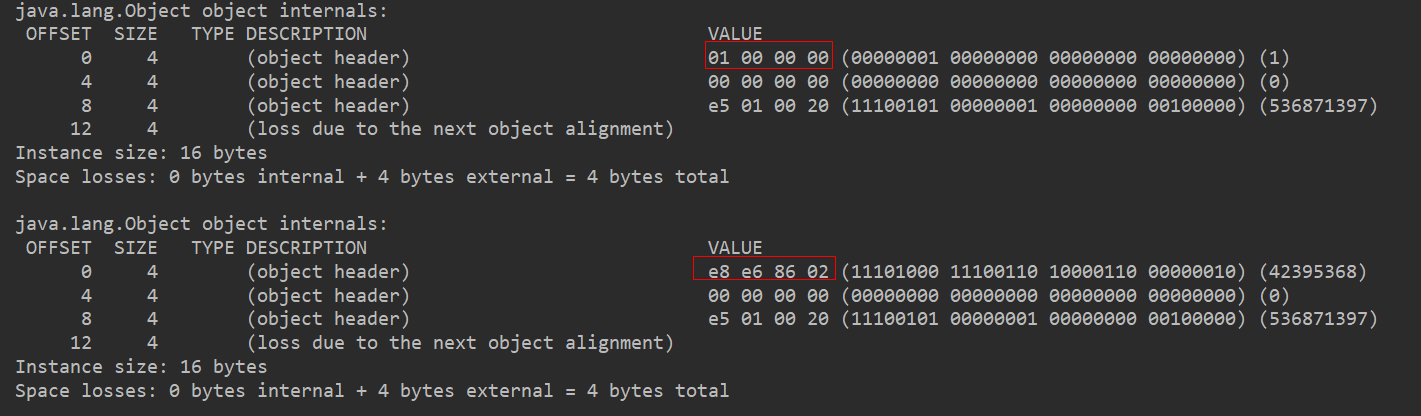 java.lang.Object object internals:
 OFFSET  SIZE   TYPE DESCRIPTION                               VALUE
      0     4        (object header)                           01 00 00 00 (00000001 00000000 00000000 00000000) (1)
      4     4        (object header)                           00 00 00 00 (00000000 00000000 00000000 00000000) (0)
      8     4        (object header)                           e5 01 00 20 (11100101 00000001 00000000 00100000) (536871397)
     12     4        (loss due to the next object alignment)
Instance size: 16 bytes
Space losses: 0 bytes internal + 4 bytes external = 4 bytes total

java.lang.Object object internals:
 OFFSET  SIZE   TYPE DESCRIPTION                               VALUE
      0     4        (object header)                           e8 e6 86 02 (11101000 11100110 10000110 00000010) (42395368)
      4     4        (object header)                           00 00 00 00 (00000000 00000000 00000000 00000000) (0)
      8     4        (object header)                           e5 01 00 20 (11100101 00000001 00000000 00100000) (536871397)
     12     4        (loss due to the next object alignment)
Instance size: 16 bytes
Space losses: 0 bytes internal + 4 bytes external = 4 bytes total